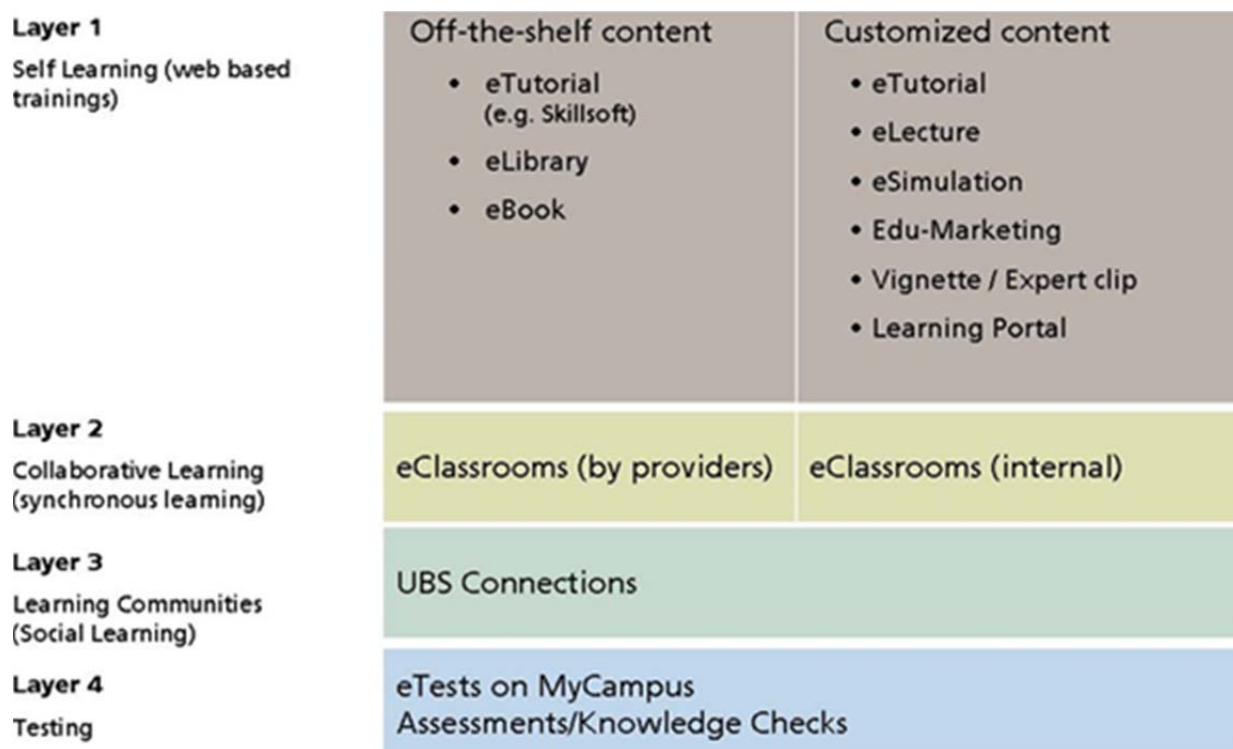 Layer 1
Self Learning (web based
trainings)
Off-the-shelf content
• eTutorial
(e.g. Skillsoft)
• eLibrary
• eBook
Customized content
• eTutorial
• eLecture
• eSimulation
• Edu-Marketing
• Vignette / Expert clip
• Learning Portal
Layer 2
Collaborative Learning
(synchronous learning)
eClassrooms (by providers)
eClassrooms (internal)
Layer 3
Learning Communities
(Social Learning)
UBS Connections
Layer 4
Testing
eTests on MyCampus
Assessments/Knowledge Checks